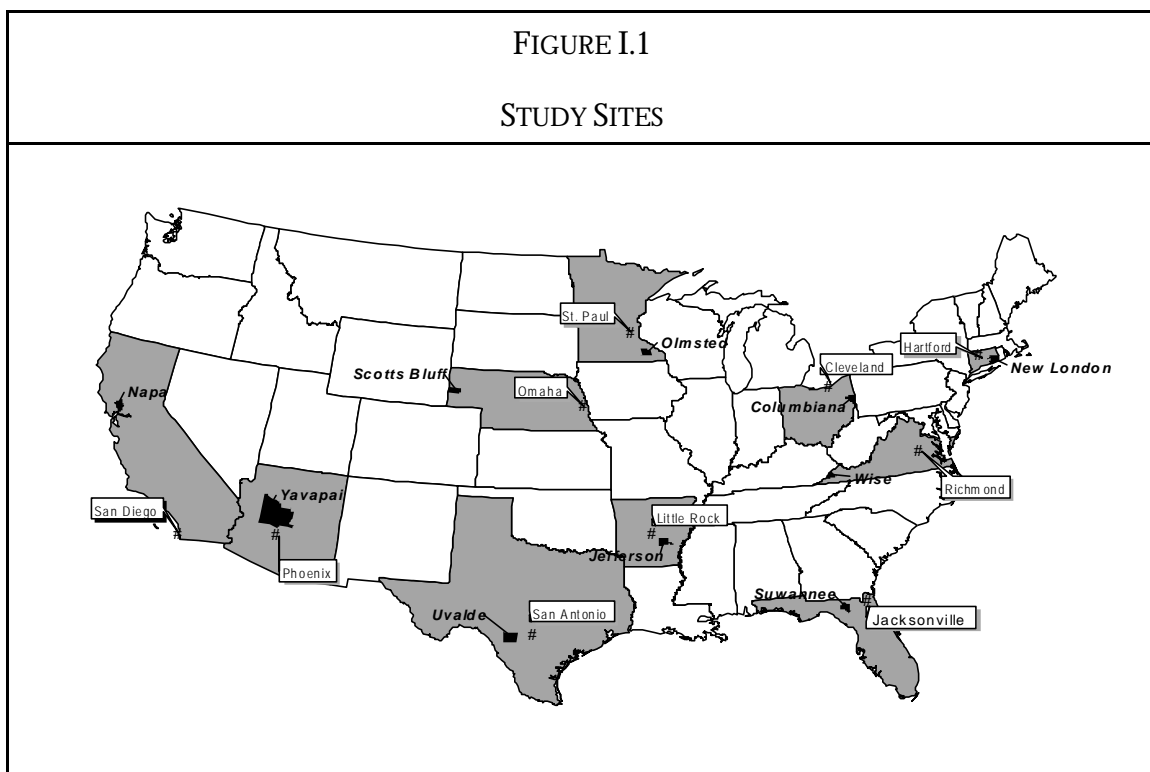 FIGURE I.1
STUDY SITES
St. Paul
#
Olmsted
Hartford
#
New London
Cleveland
#
Scotts Bluff
Omaha
#
Napa
Columbiana
#
Wise
Richmond
Yavapai
San Diego
#
#
Phoenix
Little Rock
#
Jefferson
Suwannee
#
Jacksonville
Uvalde
San Antonio
#